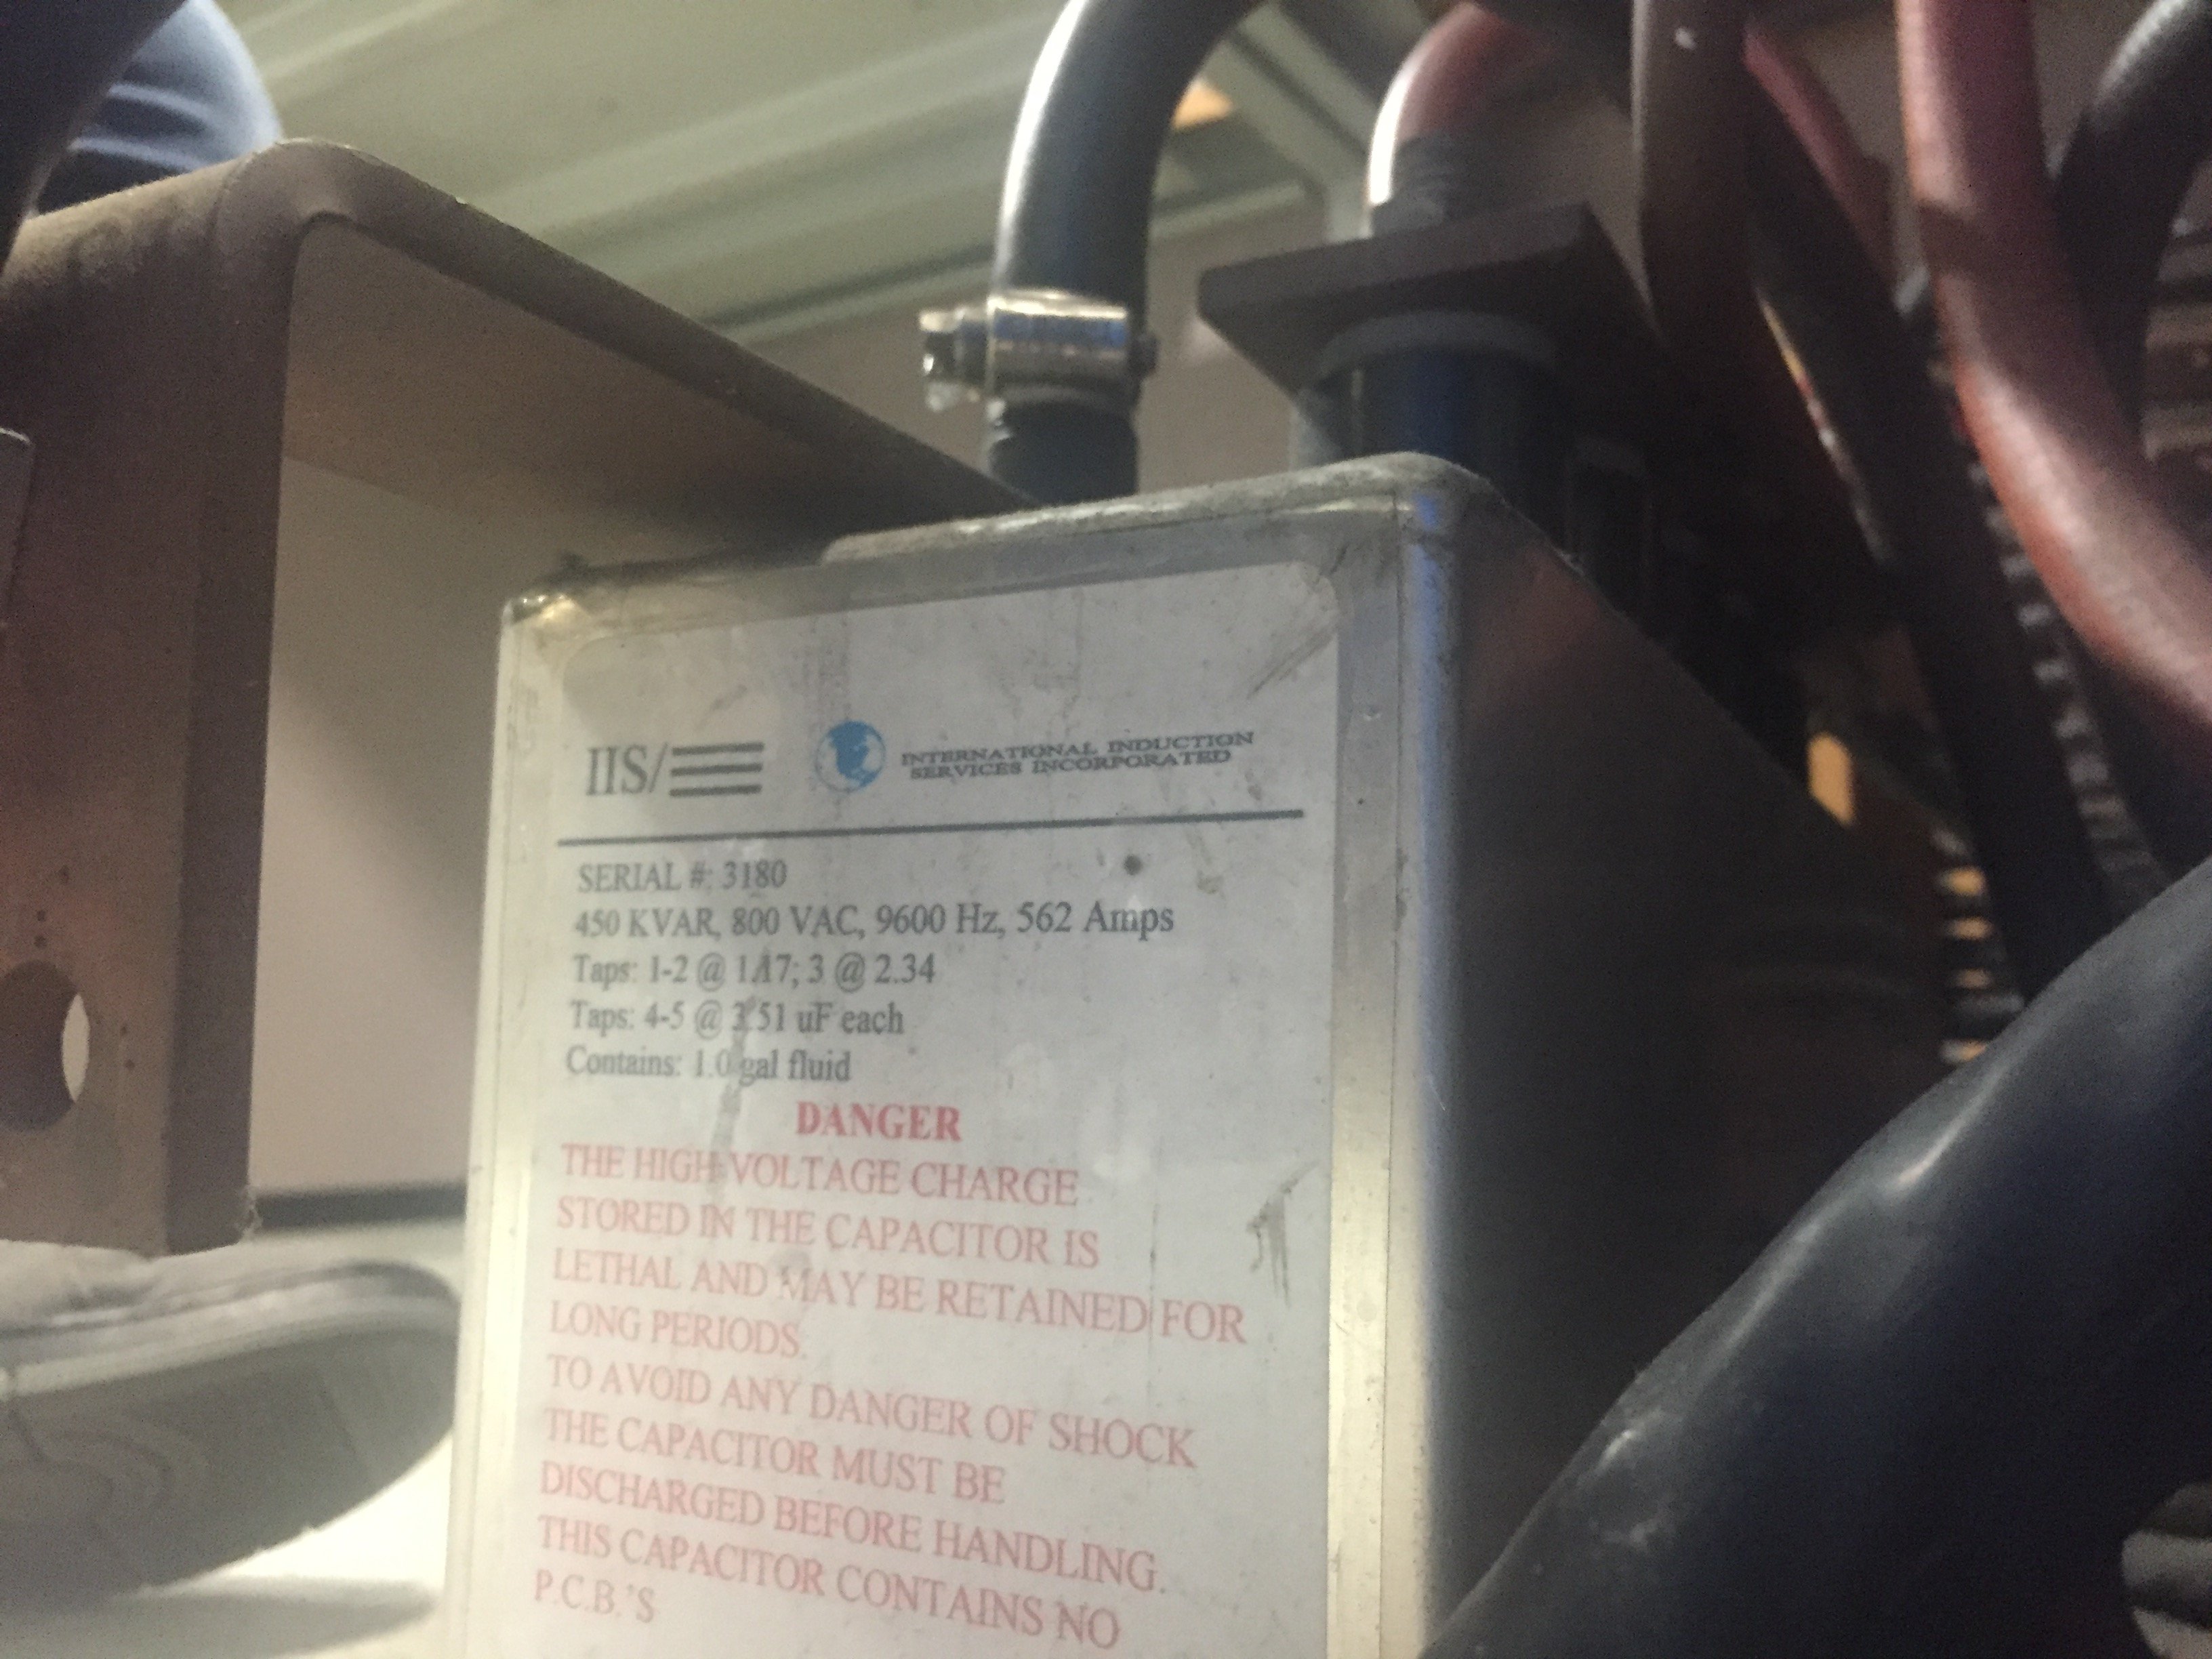 IIS/
INTERNATIONAL INDUCTION
SERVICES INCORPORATED
SERIAL #: 3180
450 KVAR, 800 VAC, 9600 Hz, 562 Amps
Taps: 1-2 @ 1.17; 3 @ 2.34
Taps: 4-5 @ 3.51 uF each
Contains: 1.0 gal fluid
DANGER
THE HIGH VOLTAGE CHARGE
STORED IN THE CAPACITOR IS
LETHAL AND MAY BE RETAINED FOR
LONG PERIODS.
TO AVOID ANY DANGER OF SHOCK
THE CAPACITOR MUST BE
DISCHARGED BEFORE HANDLING.
THIS CAPACITOR CONTAINS NO
P.C.B.'S